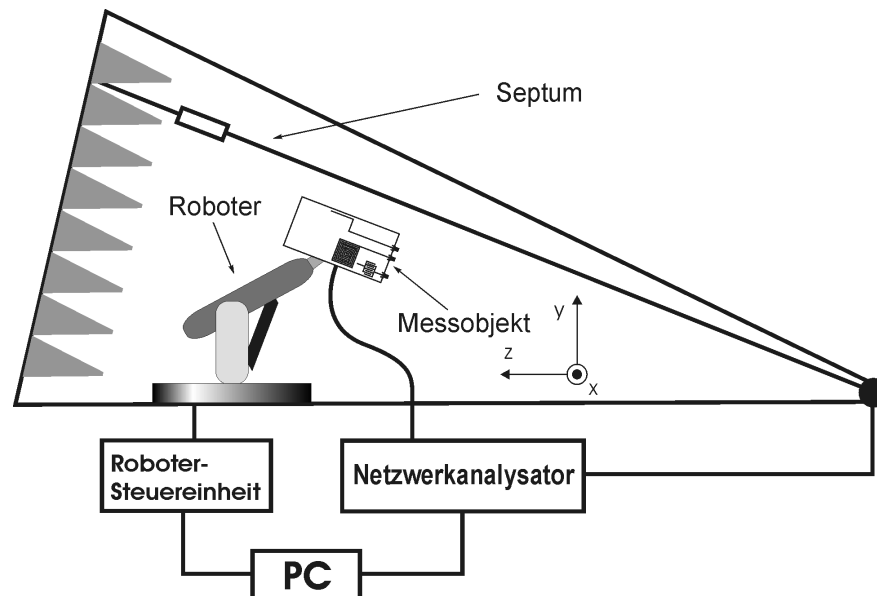 Septum
Roboter
Messobjekt
y
z
x
Roboter-
Steuereinheit
Netzwerkanalysator
PC